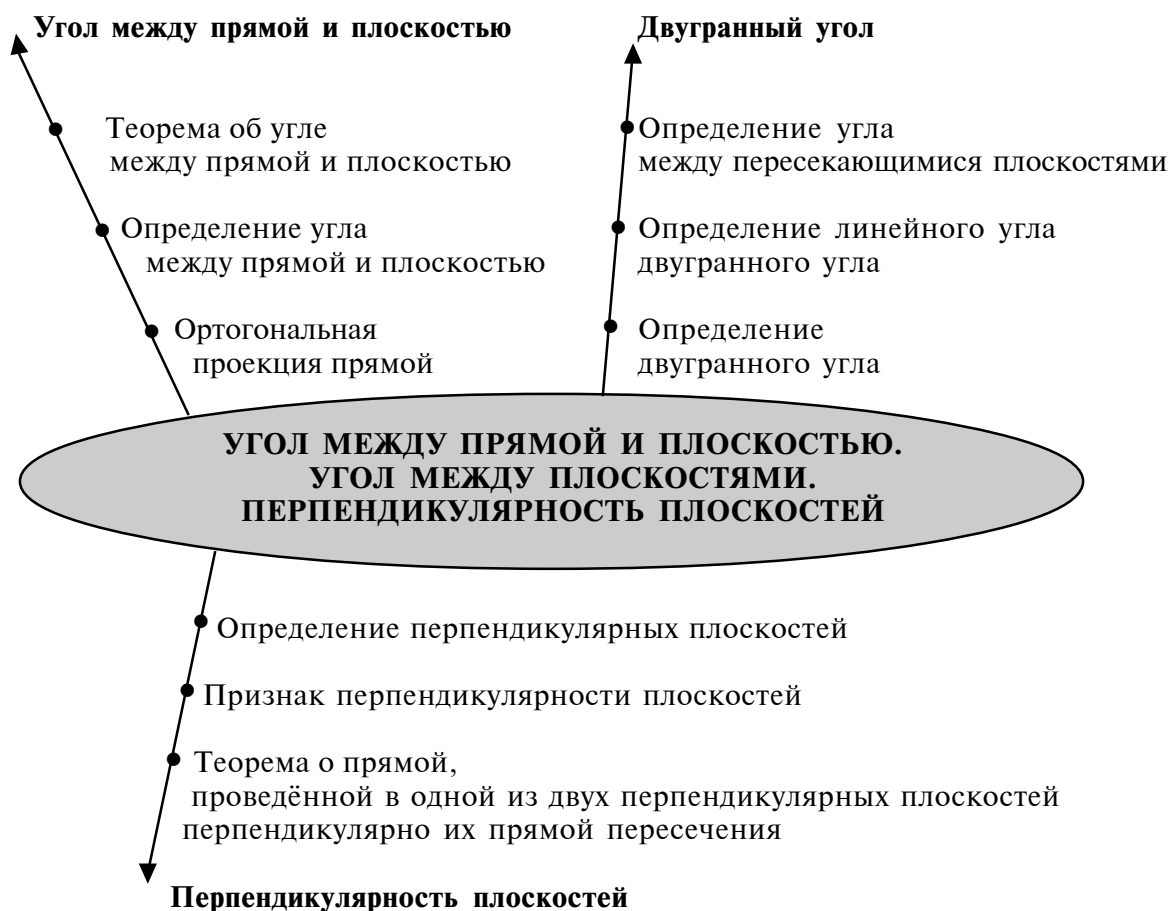 Угол между прямой и плоскостью
Теорема об угле
между прямой и плоскостью
Определение угла
между прямой и плоскостью
Ортогональная
проекция прямой
Двугранный угол
Определение угла
между пересекающимися плоскостями
Определение линейного угла
двугранного угла
Определение
двугранного угла
УГОЛ МЕЖДУ ПРЯМОЙ И ПЛОСКОСТЬЮ.
УГОЛ МЕЖДУ ПЛОСКОСТЯМИ.
ПЕРПЕНДИКУЛЯРНОСТЬ ПЛОСКОСТЕЙ
Определение перпендикулярных плоскостей
Признак перпендикулярности плоскостей
Теорема о прямой,
проведённой в одной из двух перпендикулярных плоскостей
перпендикулярно их прямой пересечения
Перпендикулярность плоскостей